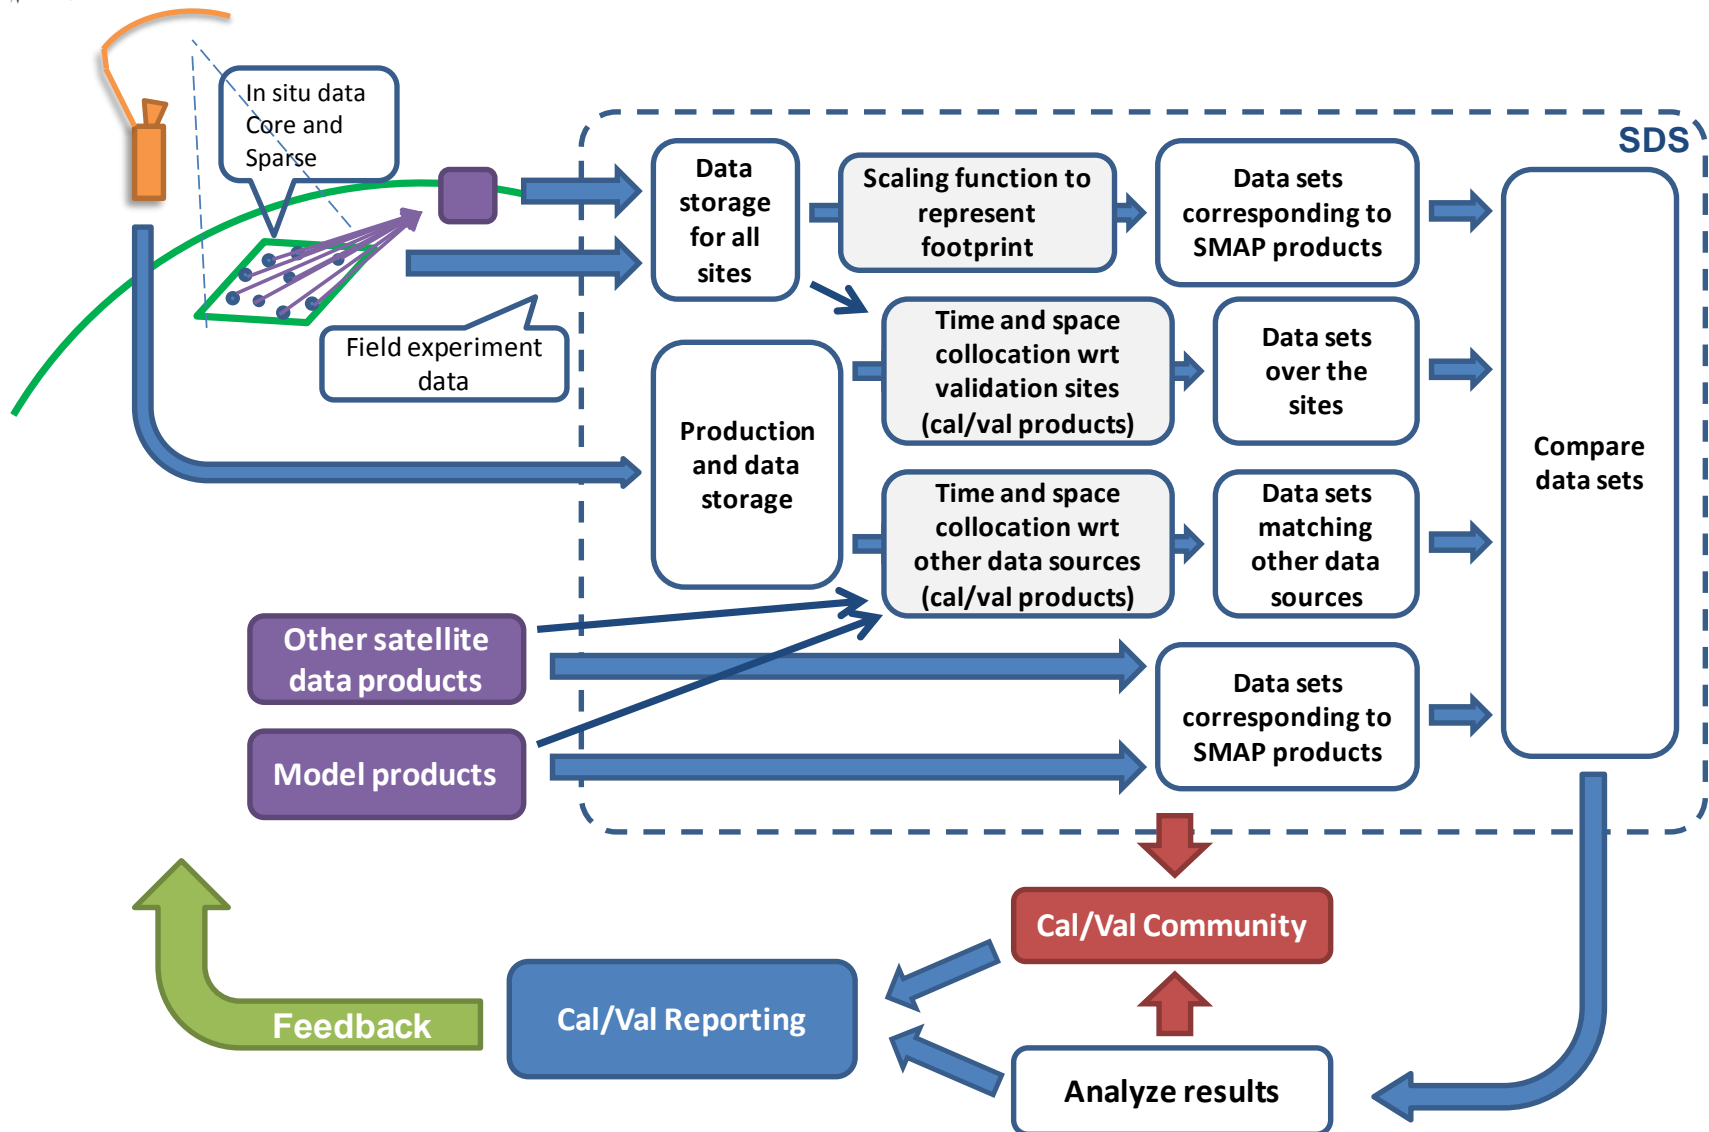 In situ data
Core and
Sparse
SDS
Data
storage
for all
sites
Scaling function to
represent
footprint
Data sets
corresponding to
SMAP products
Field experiment
data
Time and space
collocation wrt
validation sites
(cal/val products)
Data sets
over the
sites
Production
and data
storage
Compare
data sets
Time and space
collocation wrt
other data sources
(cal/val products)
Data sets
matching
other data
sources
Other satellite
data products
Data sets
corresponding to
SMAP products
Model products
Cal/Val Community
Cal/Val Reporting
Feedback
Analyze results